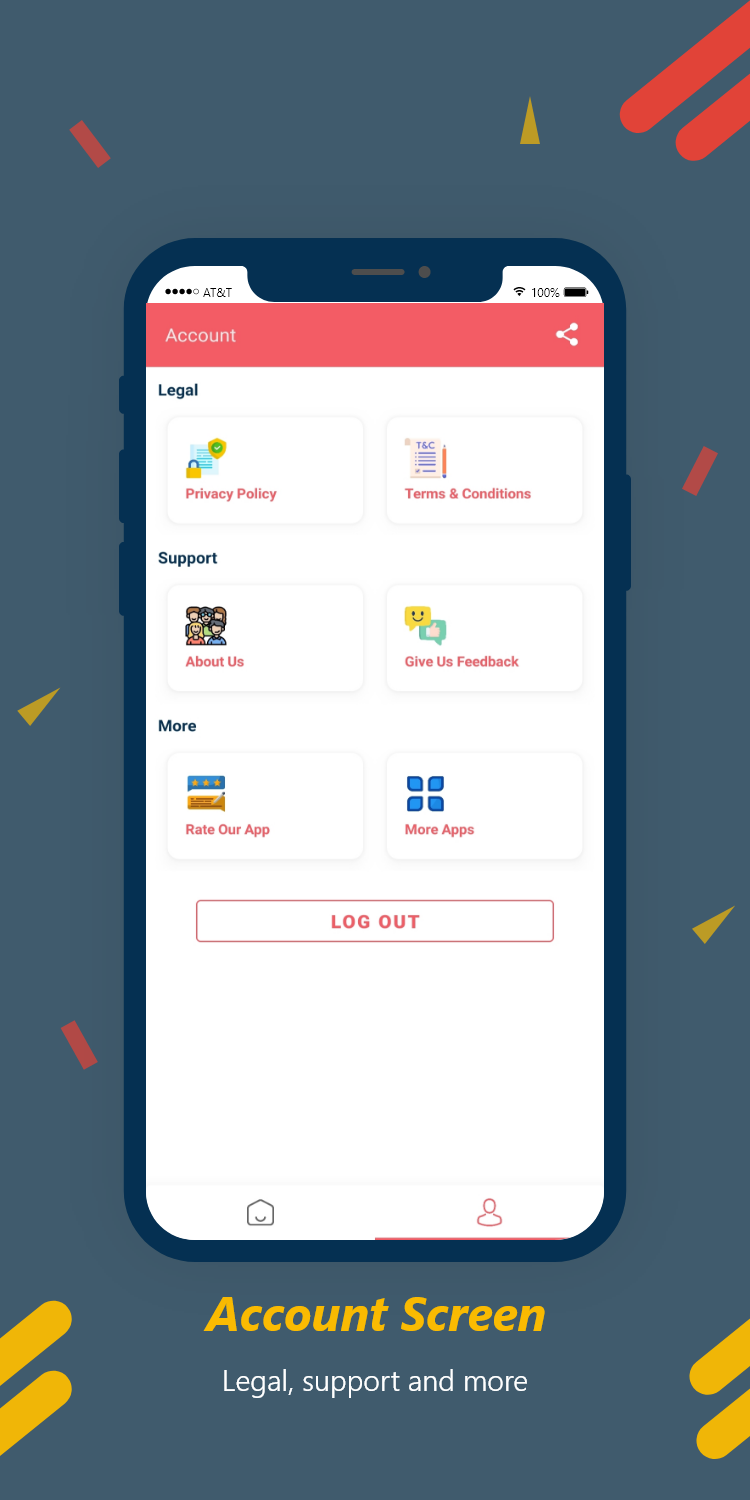 AT&T 100%
Account
Legal
T&C
Privacy Policy Terms & Conditions
Support
About Us Give Us Feedback
More
Rate Our App More Apps
LOG OUT
Account Screen
Legal, support and more